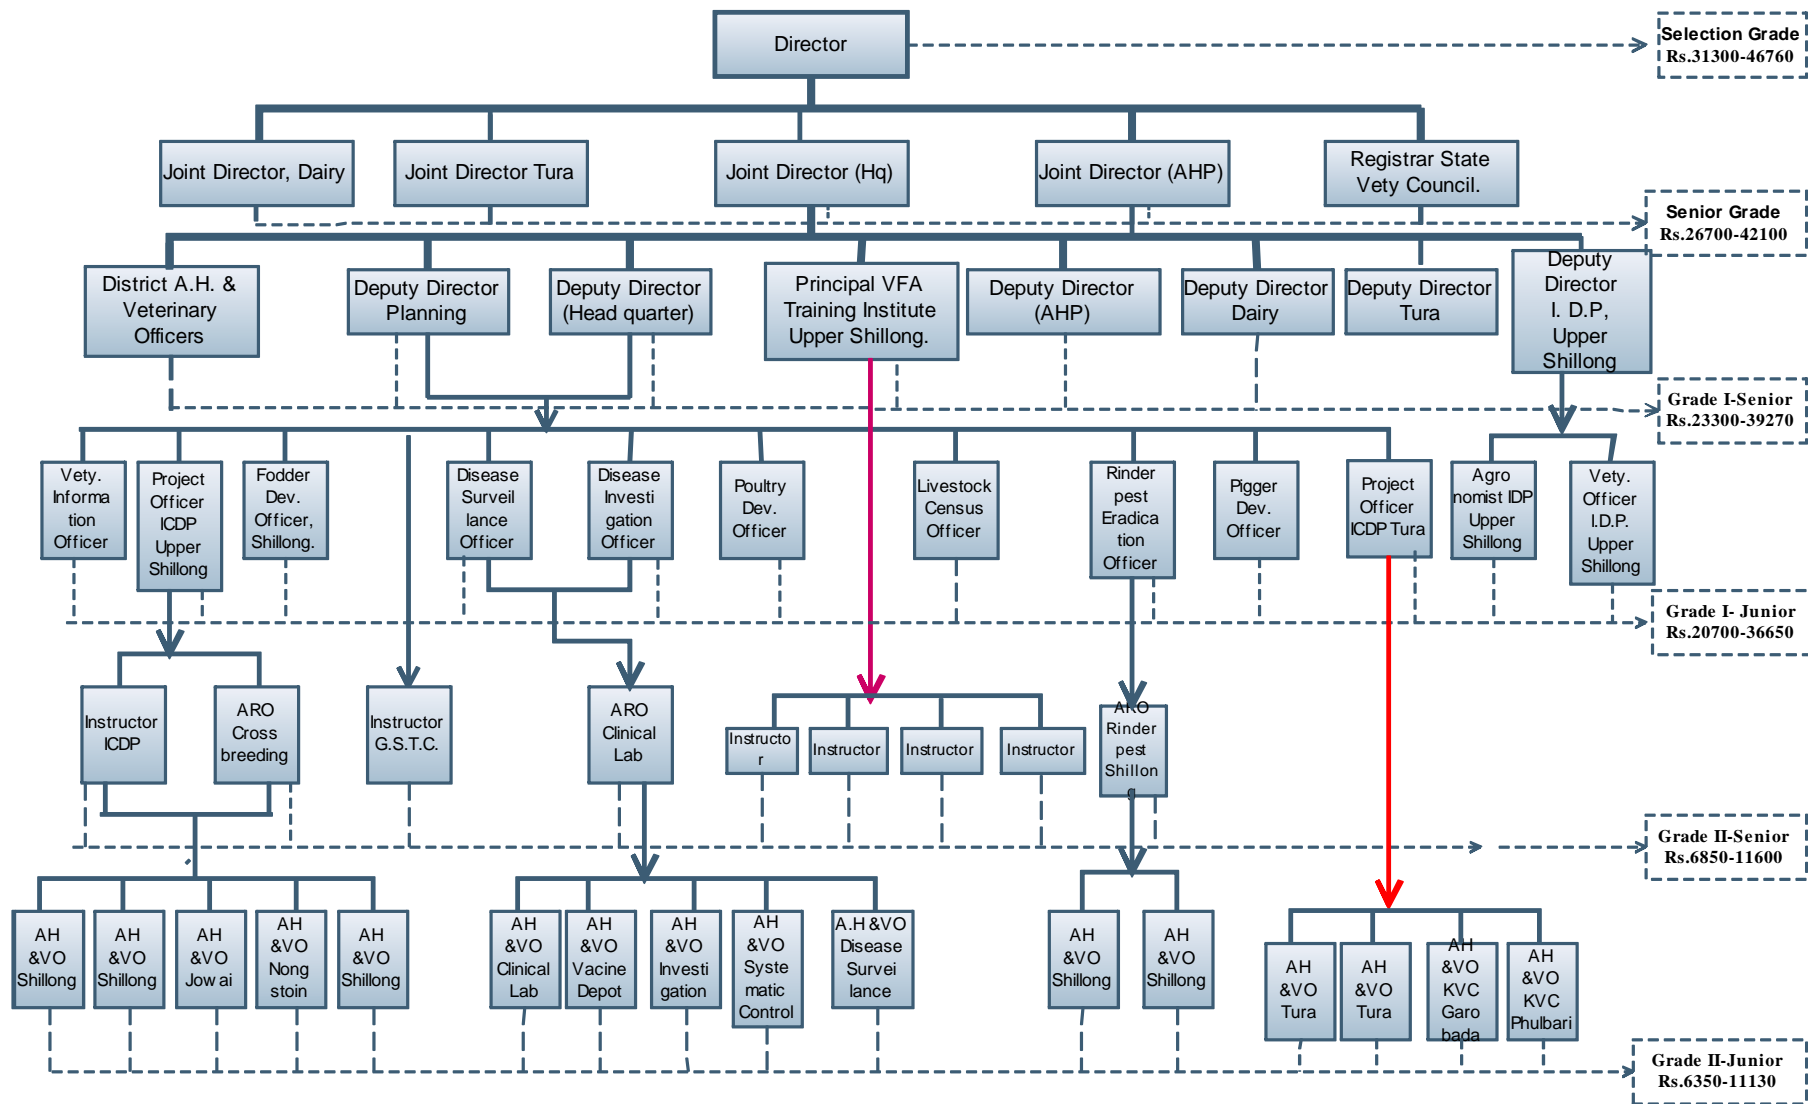 Director
Selection Grade
Rs.31300-46760
Joint Director, Dairy
Joint Director Tura
Joint Director (Hq)
Joint Director (AHP)
Registrar State
Vety Council.
Senior Grade
Rs.26700-42100
District A.H. &
Veterinary
Officers
Deputy Director
Planning
Deputy Director
(Head quarter)
Principal VFA
Training Institute
Upper Shillong.
Deputy Director
(AHP)
Deputy Director
Dairy
Deputy Director
Tura
Deputy
Director
I. D.P,
Upper
Shillong
Grade I-Senior
Rs.23300-39270
Vety.
Informa
tion
Officer
Project
Officer
ICDP
Upper
Shillong
Fodder
Dev.
Officer,
Shillong.
Disease
Surveil
lance
Officer
Disease
Investi
gation
Officer
Poultry
Dev.
Officer
Livestock
Census
Officer
Rinder
pest
Eradica
tion
Officer
Pigger
Dev.
Officer
Project
Officer
ICDP Tura
Agro
nomist IDP
Upper
Shillong
Vety.
Officer
I.D.P.
Upper
Shillong
Grade I- Junior
Rs.20700-36650
Instructor
ICDP
ARO
Cross
breeding
Instructor
G.S.T.C.
ARO
Clinical
Lab
Instructo
r
Instructor
Instructor
Instructor
ARO
Rinder
pest
Shillon
g
Grade II-Senior
Rs.6850-11600
AH
&VO
Shillong
AH
&VO
Shillong
AH
&VO
Jowai
AH
&VO
Nong
stoin
AH
&VO
Shillong
AH
&VO
Clinical
Lab
AH
&VO
Vacine
Depot
AH
&VO
Investi
gation
AH
&VO
Syste
matic
Control
A.H &VO
Disease
Survei
lance
AH
&VO
Shillong
AH
&VO
Shillong
AH
&VO
Tura
AH
&VO
Tura
AH
&VO
KVC
Garo
bada
AH
&VO
KVC
Phulbari
Grade II-Junior
Rs.6350-11130